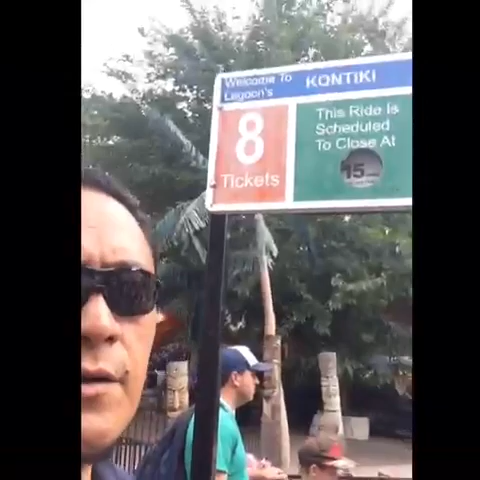 Welcome To
Lagoon's
KONTIKI
8
Tickets
This Ride Is
Scheduled
To Close At
15